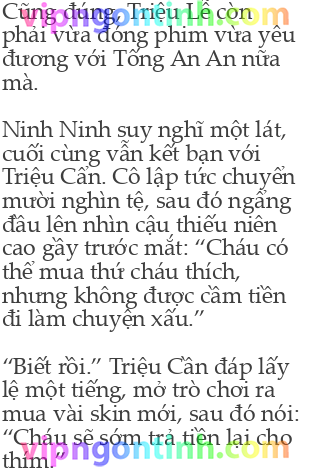 Cũng đúng, Triệu Lễ còn
phải vừa đóng phim vừa yêu
đương với Tống An An nữa
mà.
Ninh Ninh suy nghĩ một lát,
cuối cùng vẫn kết bạn với
Triệu Cẩn. Cô lập tức chuyển
mười nghìn tệ, sau đó ngẩng
đầu lên nhìn cậu thiếu niên
cao gầy trước mắt: “Cháu có
thể mua thứ cháu thích,
nhưng không được cầm tiền
đi làm chuyện xấu.”
“Biết rồi.” Triệu Cần đáp lấy
lệ một tiếng, mở trò chơi ra
mua vài skin mới, sau đó nói:
“Cháu sẽ sớm trả tiền lại cho
thím.”
vipngontinh.com
vipngontinh.com